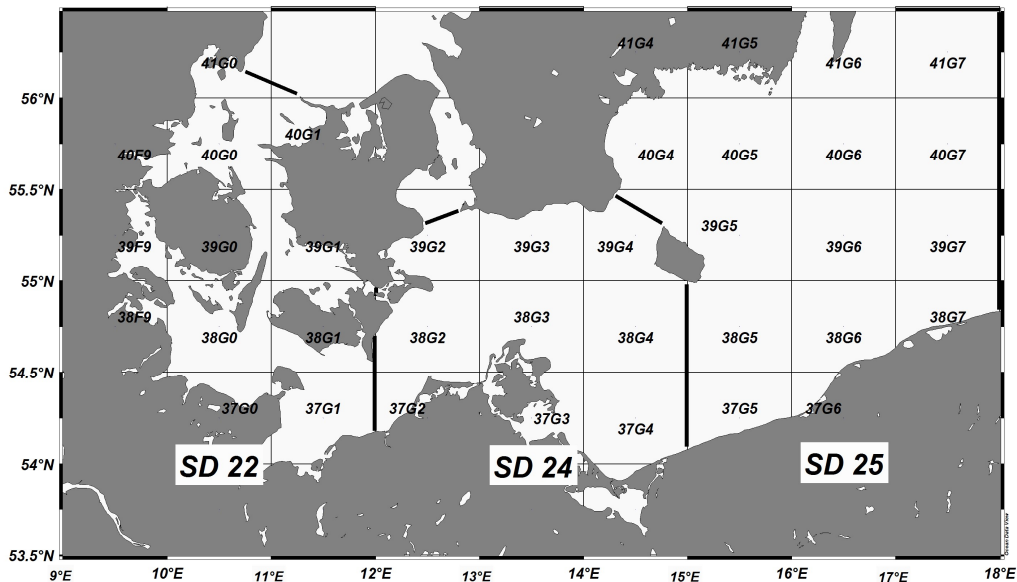 41G0 41G4 41G5 41G6 41G7
56°N
40G1
40F9 40G0 40G4 40G5 40G6 40G7
55.5°N
39G5
39F9 39G0 39G1 39G2 39G3 39G4 39G6 39G7
55°N
38F9 38G3 38G7
38G0 38G1 38G2 38G4 38G5 38G6
54.5°N
37G0 37G1 37G2 37G3 37G4 37G5 37G6
54°N
SD 22 SD 24 SD 25
53.5°N
9°E 10°E 11°E 12°E 13°E 14°E 15°E 16°E 17°E 18°E
Ocean Data View